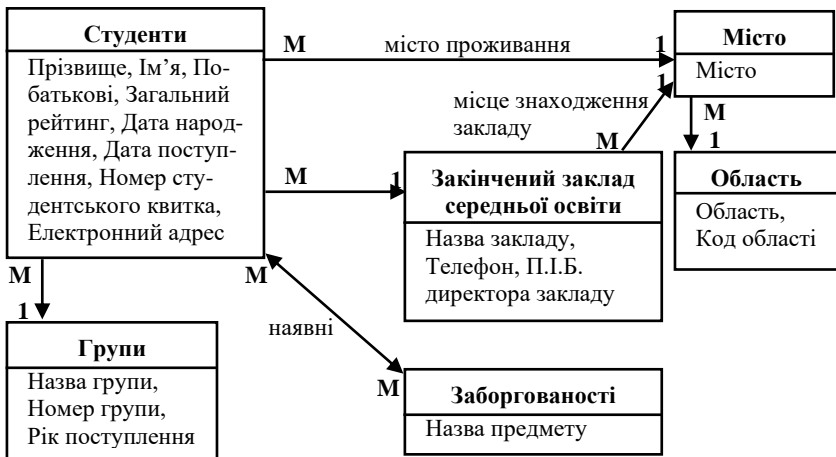 Студенти
Прізвище, Ім’я, По-
батькові, Загальний
рейтинг, Дата народ-
ження, Дата поступ-
лення, Номер сту-
дентського квитка,
Електронний адрес
М
місто проживання
1
Місто
Місто
1
місце знаходження
закладу
М
М
1
М
1
Закінчений заклад
середньої освіти
Назва закладу,
Телефон, П.І.Б.
директора закладу
Область
Область,
Код області
М
1
М
наявні
М
Групи
Назва групи,
Номер групи,
Рік поступлення
Заборгованості
Назва предмету